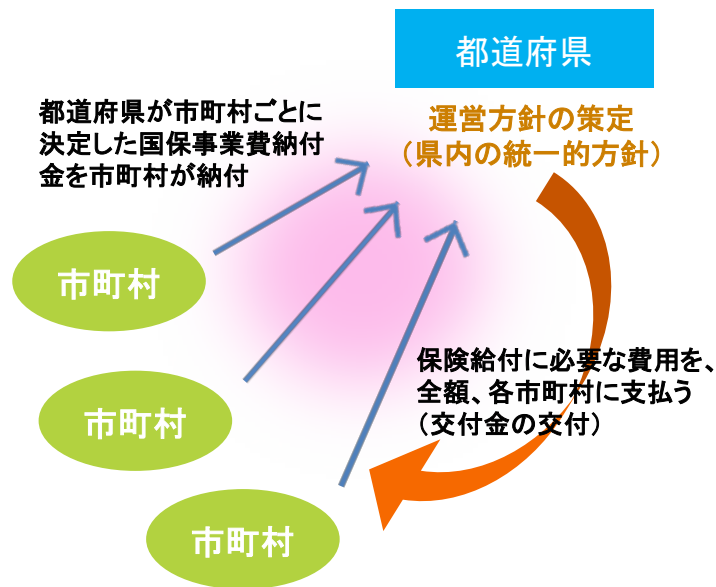 都道府県
都道府県が市町村ごとに
決定した国保事業費納付
金を市町村が納付
運営方針の策定
（県内の統一的方針）
市町村
保険給付に必要な費用を、
全額、各市町村に支払う
（交付金の交付）
市町村
市町村